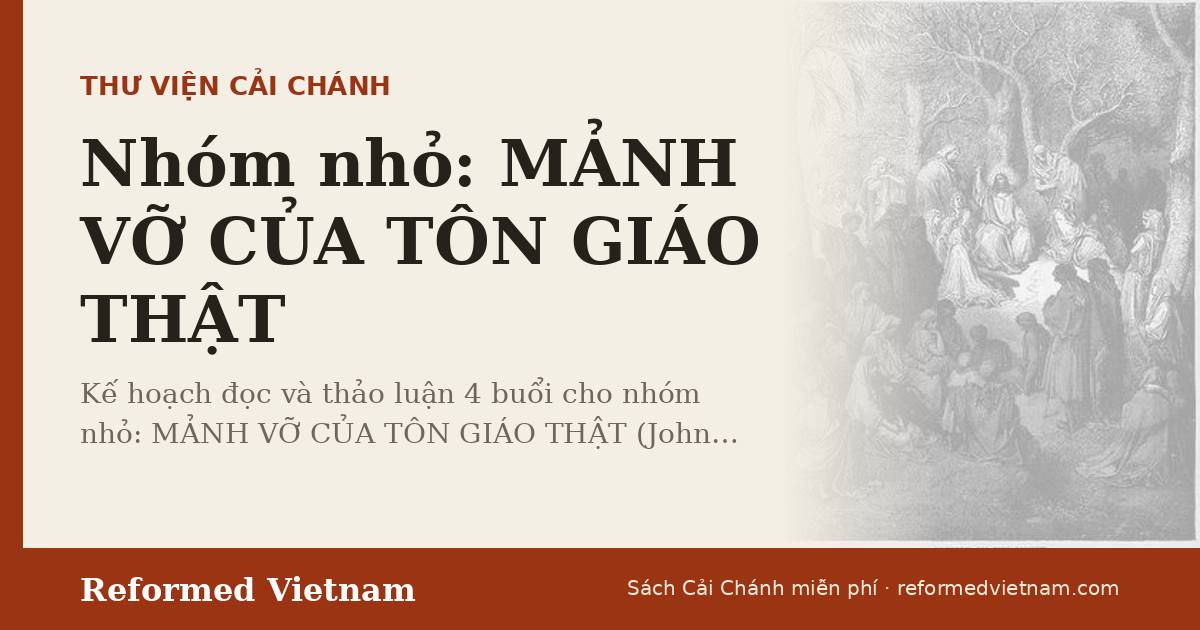 THƯ VIỆN CẢI CHÁNH
Nhóm nhỏ: MẢNH
VỠ CỦA TÔN GIÁO
THẬT
Kế hoạch đọc và thảo luận 4 buổi cho nhóm
nhỏ: MẢNH VỠ CỦA TÔN GIÁO THẬT (John...
Reformed Vietnam
Sách Cải Chánh miễn phí · reformedvietnam.com